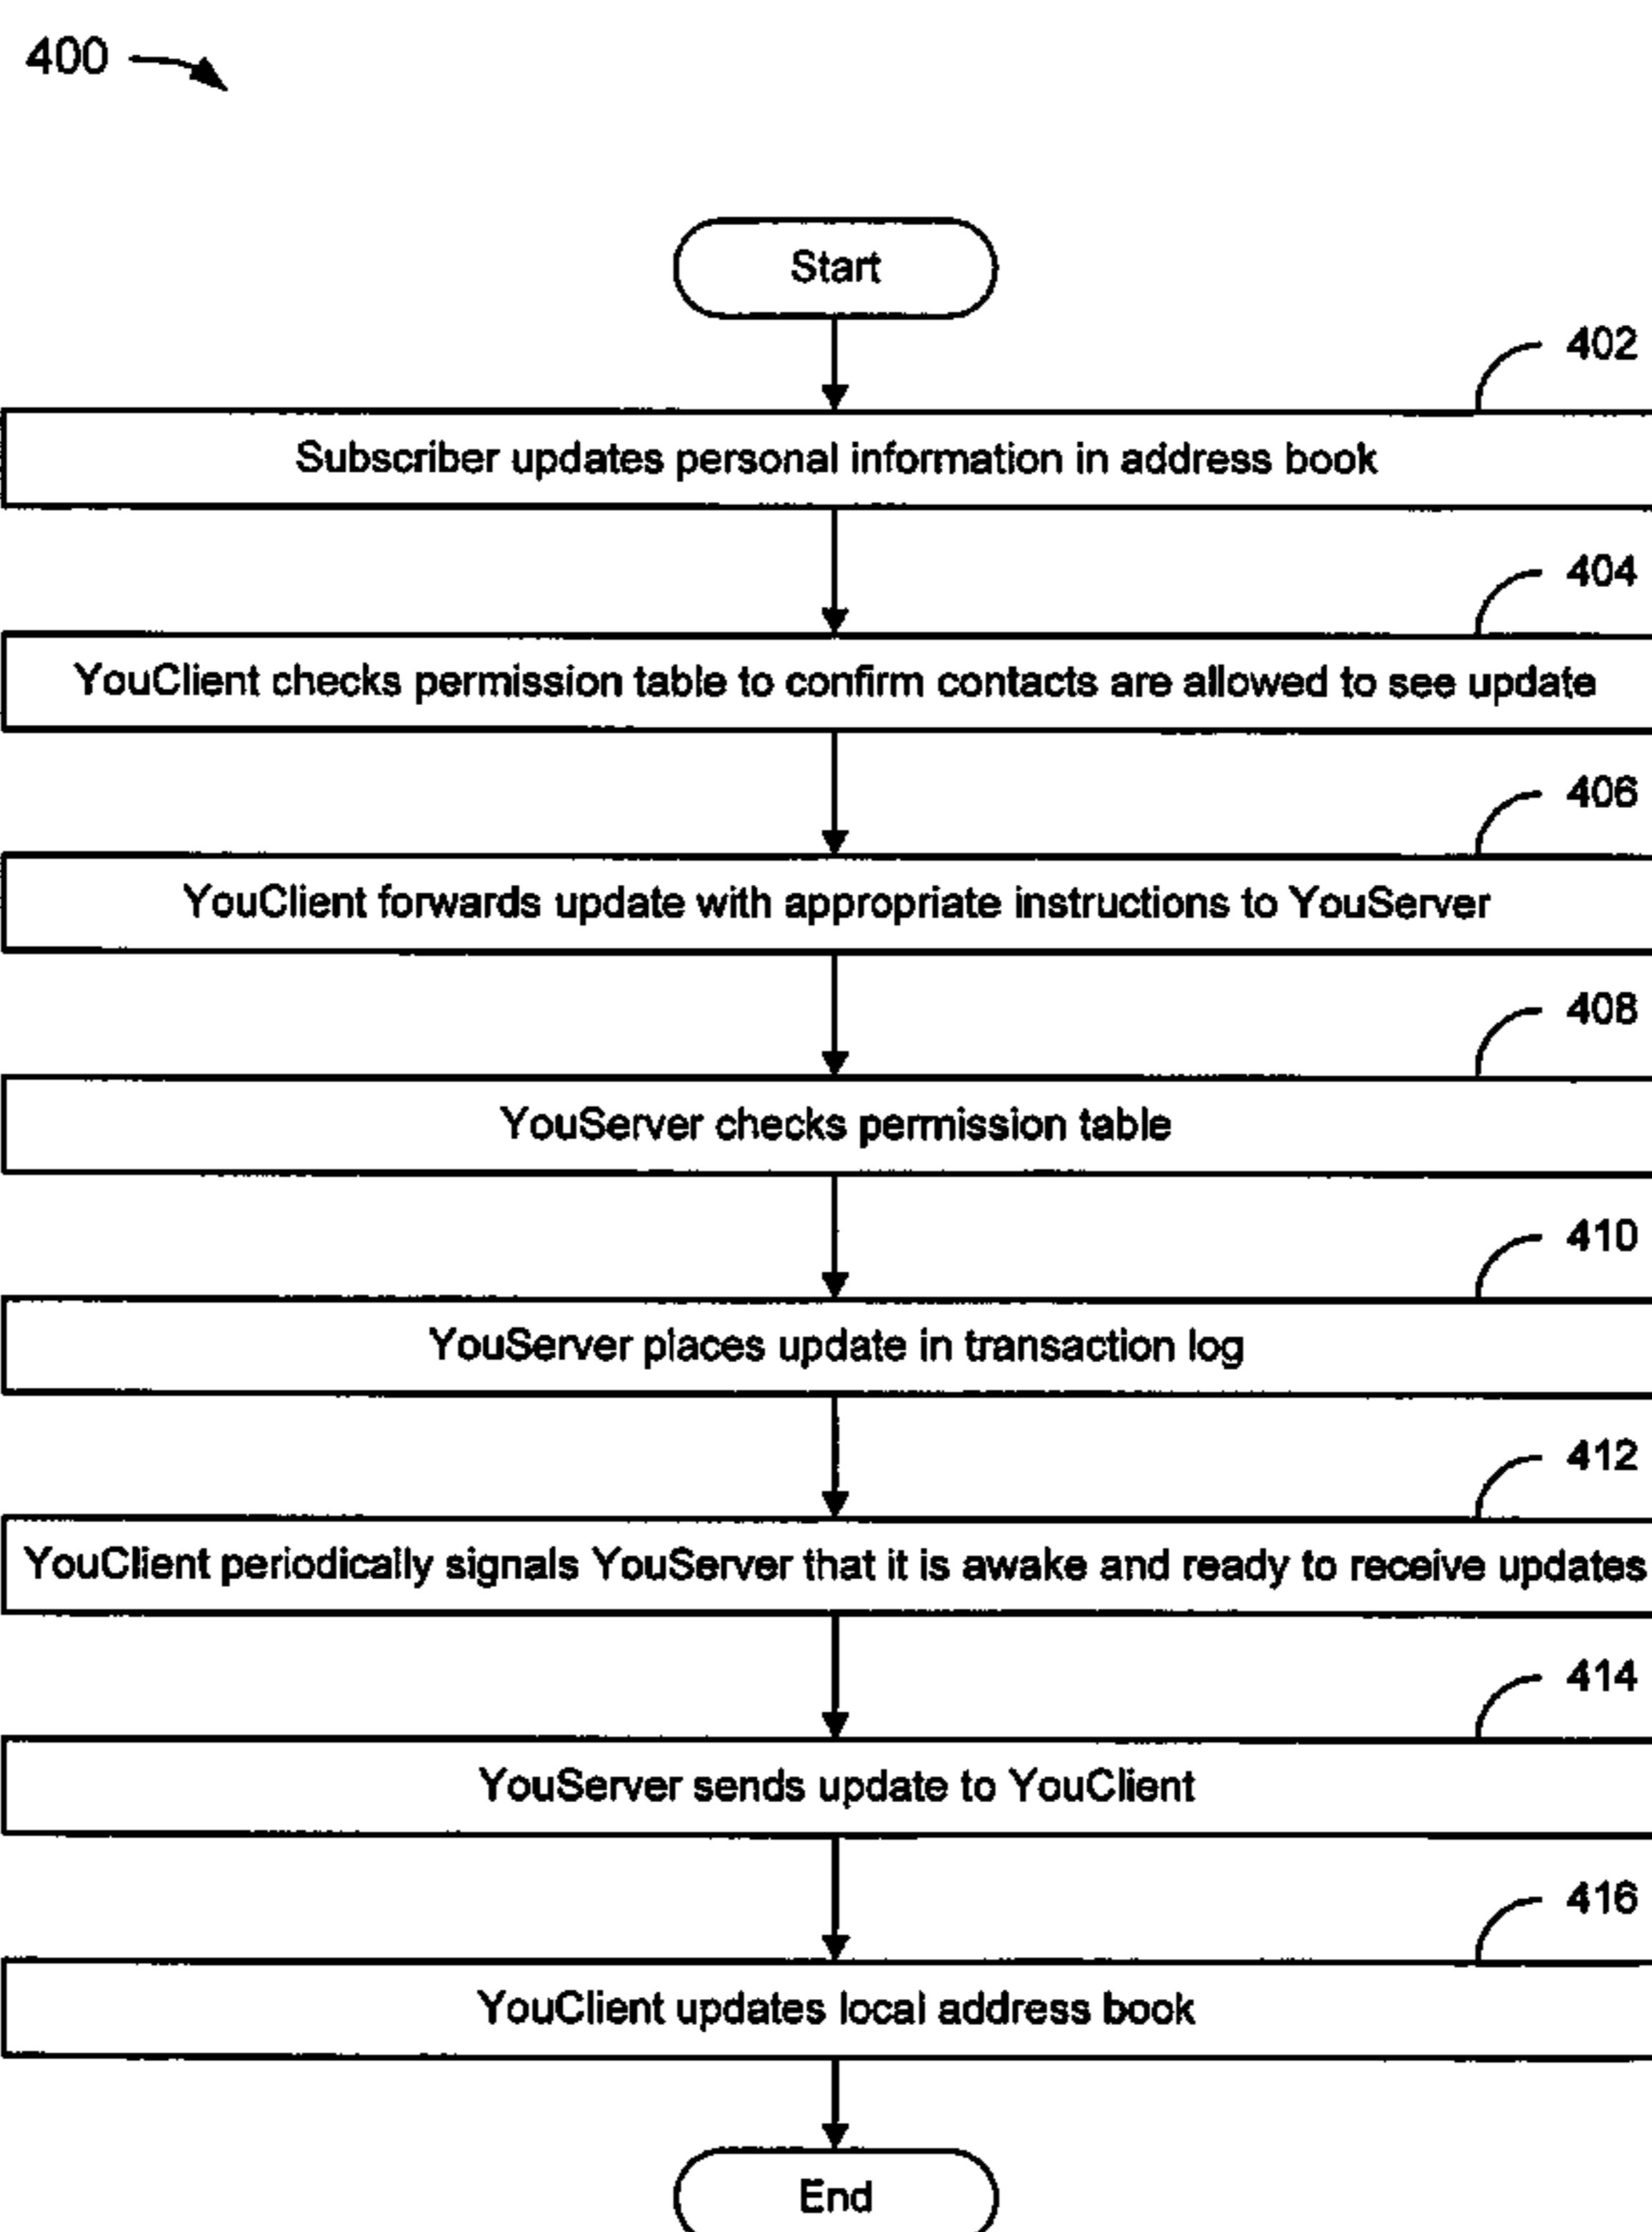 400
Start
402
Subscriber updates personal information in address book
404
YouClient checks permission table to confirm contacts are allowed to see update
406
YouClient forwards update with appropriate instructions to YouServer
408
YouServer checks permission table
410
YouServer places update in transaction log
412
YouClient periodically signals YouServer that it is awake and ready to receive updates
414
YouServer sends update to YouClient
416
YouClient updates local address book
End